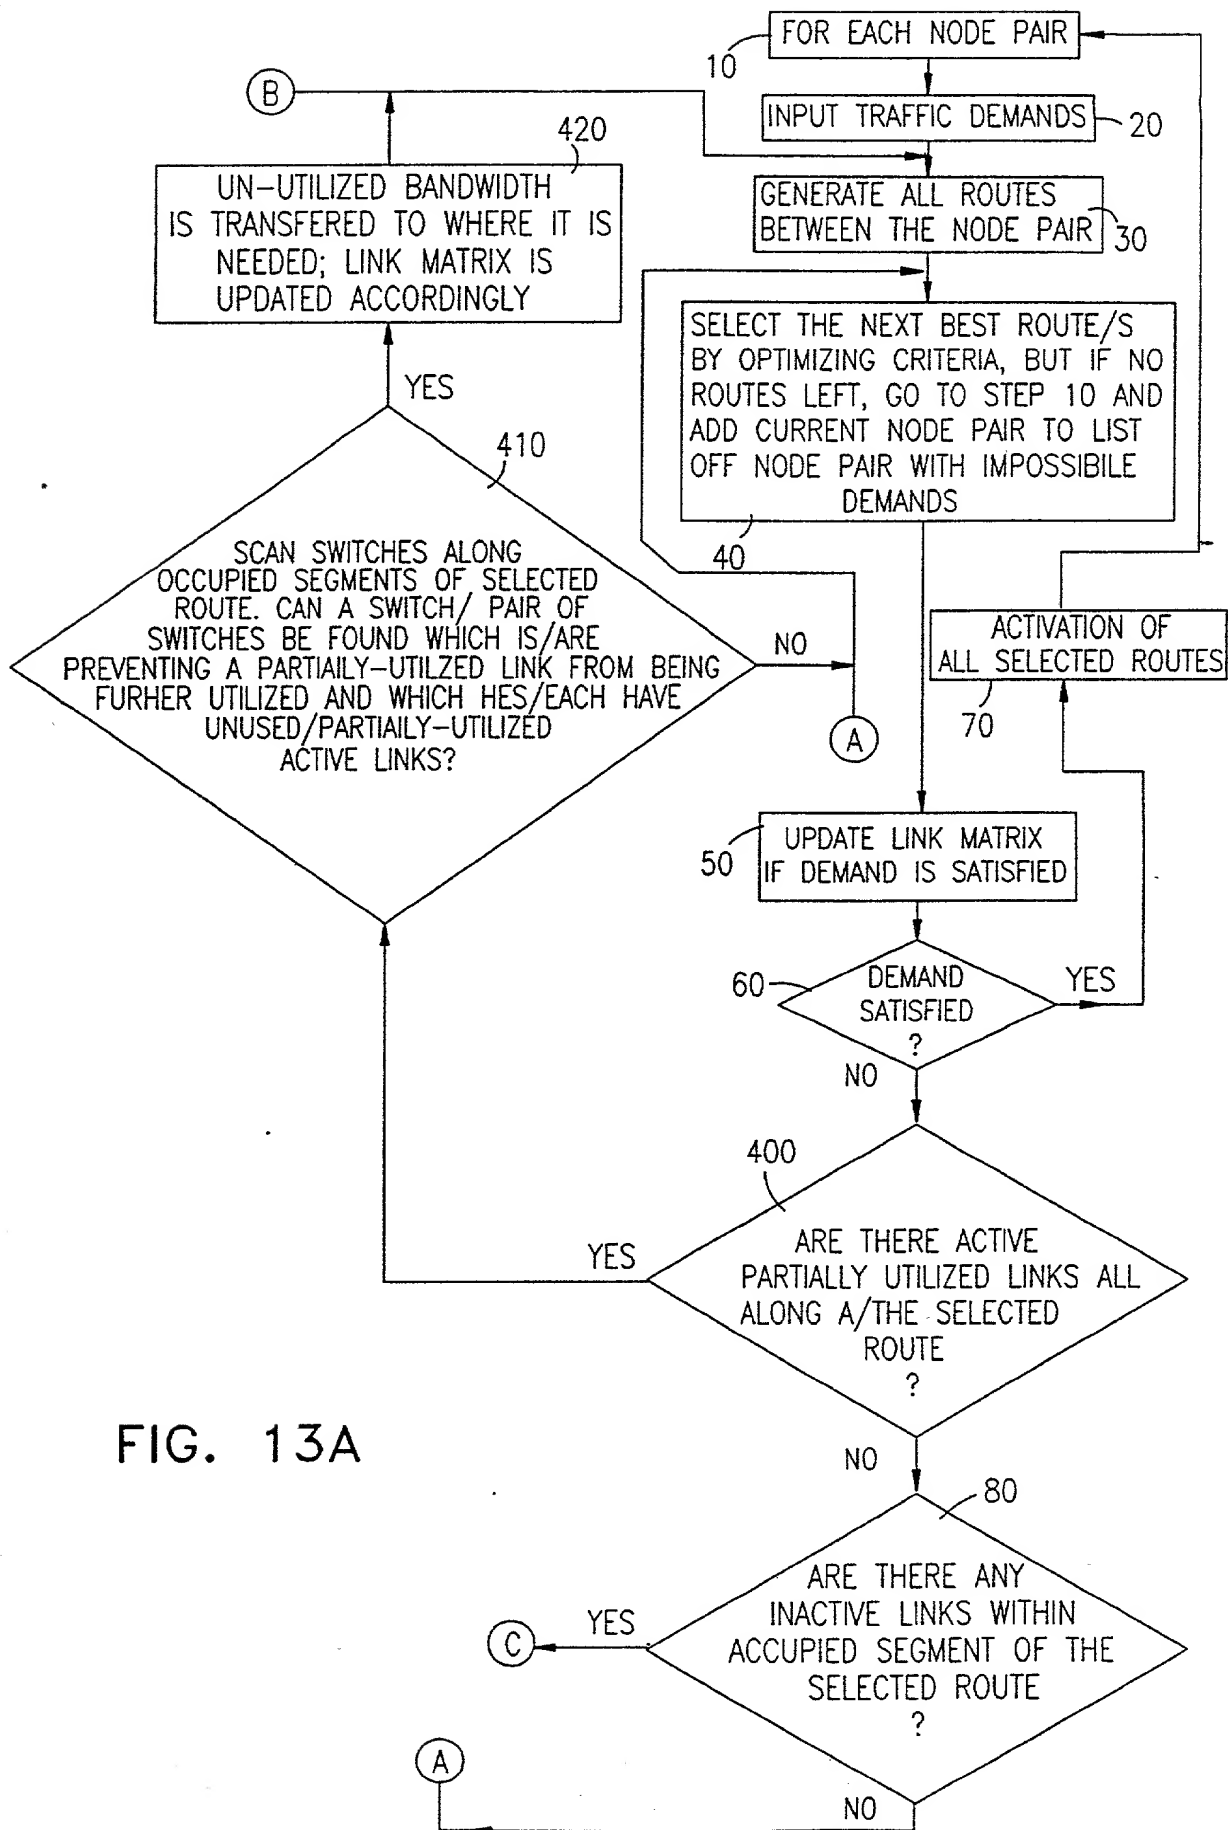 FOR EACH NODE PAIR
10
B
INPUT TRAFFIC DEMANDS
20
420
UN-UTILIZED BANDWIDTH
IS TRANSFERED TO WHERE IT IS
NEEDED; LINK MATRIX IS
UPDATED ACCORDINGLY
GENERATE ALL ROUTES
BETWEEN THE NODE PAIR
30
SELECT THE NEXT BEST ROUTE/S
BY OPTIMIZING CRITERIA, BUT IF NO
ROUTES LEFT, GO TO STEP 10 AND
ADD CURRENT NODE PAIR TO LIST
OFF NODE PAIR WITH IMPOSSIBILE
DEMANDS
40
YES
410
SCAN SWITCHES ALONG
OCCUPIED SEGMENTS OF SELECTED
ROUTE. CAN A SWITCH/ PAIR OF
SWITCHES BE FOUND WHICH IS/ARE
PREVENTING A PARTIAILY-UTILZED LINK FROM BEING
FURHER UTILIZED AND WHICH HES/EACH HAVE
UNUSED/PARTIAILY-UTILIZED
ACTIVE LINKS?
NO
A
ACTIVATION OF
ALL SELECTED ROUTES
70
50
UPDATE LINK MATRIX
IF DEMAND IS SATISFIED
60
DEMAND
SATISFIED
?
YES
NO
400
ARE THERE ACTIVE
PARTIALLY UTILIZED LINKS ALL
ALONG A/THE SELECTED
ROUTE
?
YES
NO
FIG. 13A
80
ARE THERE ANY
INACTIVE LINKS WITHIN
ACCUPIED SEGMENT OF THE
SELECTED ROUTE
?
YES
C
A
NO